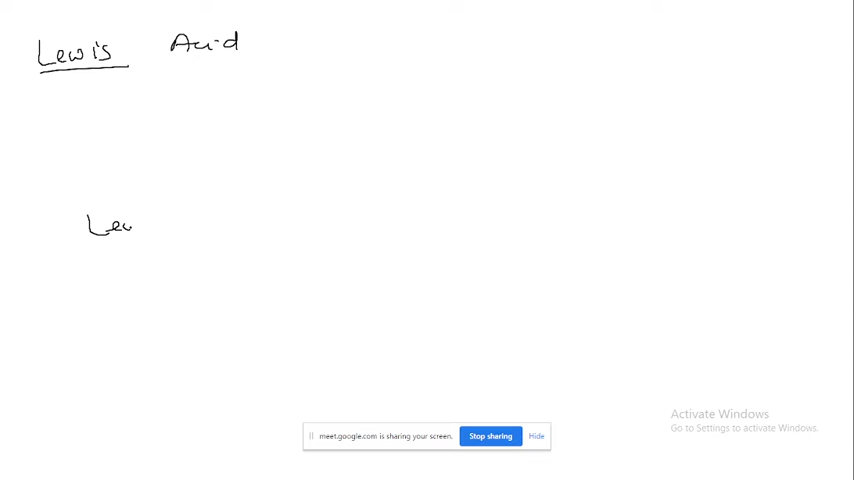 Lewis Acid
Lew
meet.google.com is sharing your screen. Stop sharing Hide
Activate Windows
Go to Settings to activate Windows.